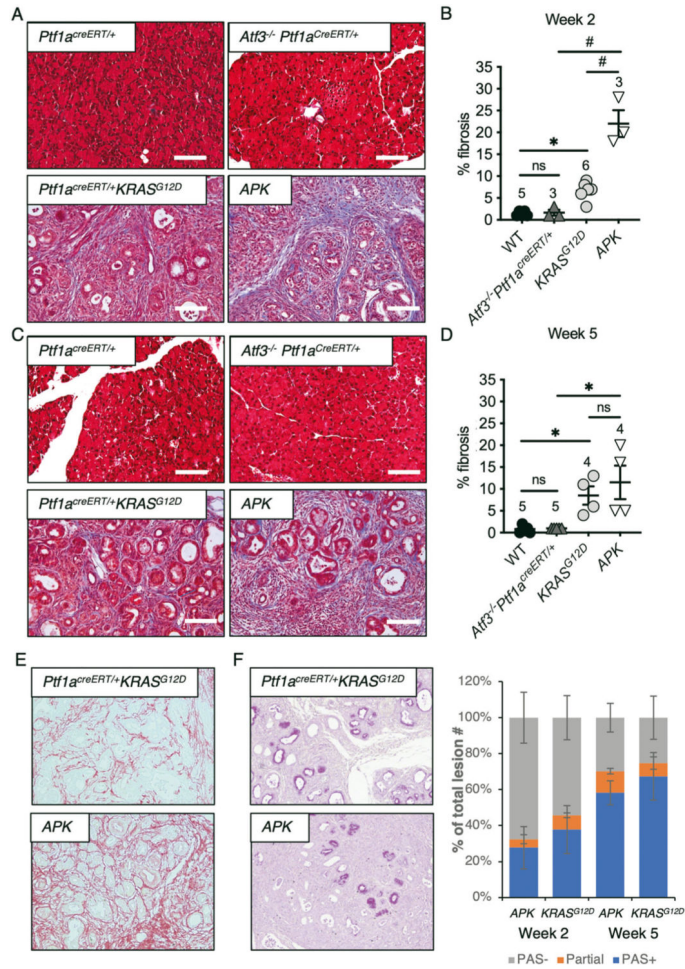 A
Ptf1a^creERT/+
Atf3^-/- Ptf1a^CreERT/+
Ptf1a^creERT/+KRAS^G12D
APK
B
Week 2
#
#
3
*
6
ns
5
3
% fibrosis
35
30
25
20
15
10
5
0
WT
Atf3^-/-Ptf1a^creERT/+
KRAS^G12D
APK
C
Ptf1a^creERT/+
Atf3^-/- Ptf1a^CreERT/+
Ptf1a^creERT/+KRAS^G12D
APK
D
Week 5
*
ns
4
*
4
ns
5
5
% fibrosis
35
30
25
20
15
10
5
0
WT
Atf3^-/-Ptf1a^creERT/+
KRAS^G12D
APK
E
Ptf1a^creERT/+KRAS^G12D
APK
F
Ptf1a^creERT/+KRAS^G12D
APK
% of total lesion #
120%
100%
80%
60%
40%
20%
0%
APK KRAS^G12D APK KRAS^G12D
Week 2 Week 5
PAS- Partial PAS+